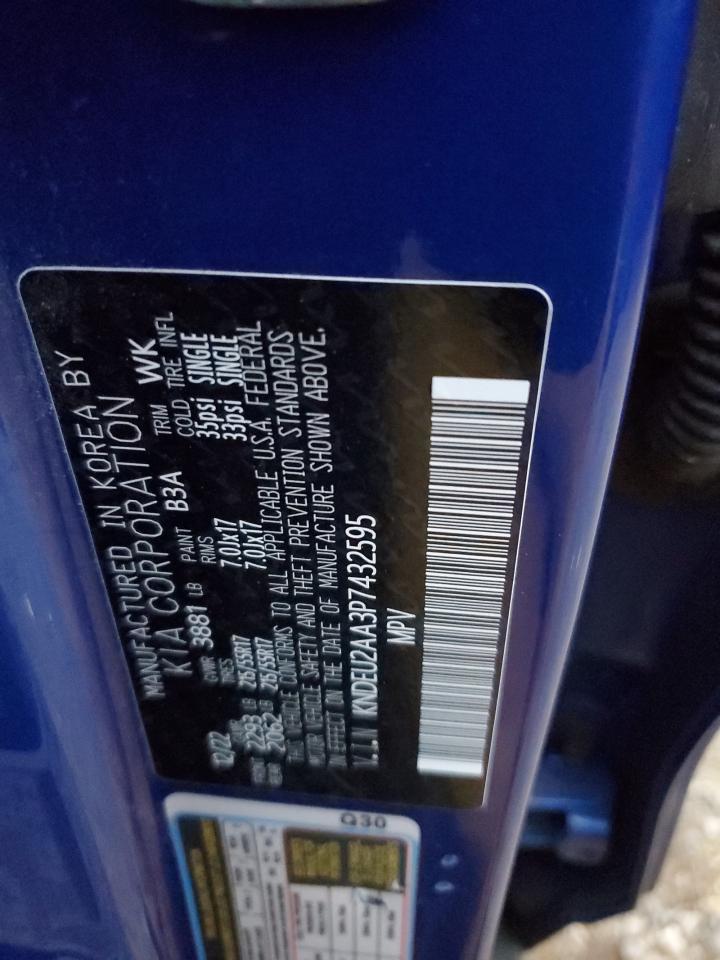 MANUFACTURED IN KOREA BY
KIA CORPORATION
12/22 GVWR 3881 LB PAINT B3A TRIM WK
TIRES RIMS COLD TIRE INFL
FRT 2293 LB 215/55R17 7.0Jx17 35psi SINGLE
2062 LB 215/55R17 7.0Jx17 33psi SINGLE
THIS VEHICLE CONFORMS TO ALL APPLICABLE U.S.A. FEDERAL
MOTOR VEHICLE SAFETY AND THEFT PREVENTION STANDARDS
IN EFFECT ON THE DATE OF MANUFACTURE SHOWN ABOVE.
V.I.N KNDEU2AA3P7432595
MPV
Q30